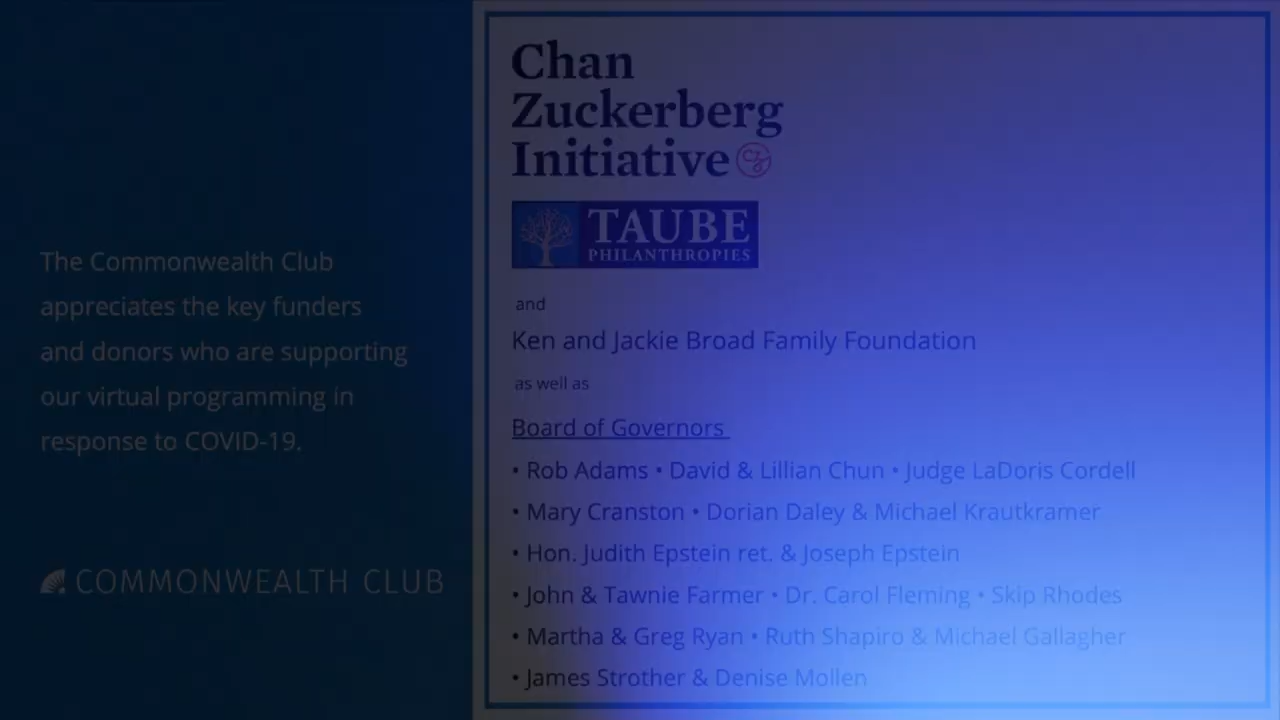 The Commonwealth Club
appreciates the key funders
and donors who are supporting
our virtual programming in
response to COVID-19.
COMMONWEALTH CLUB
Chan
Zuckerberg
Initiative
CZ
TAUBE
PHILANTHROPIES
and
Ken and Jackie Broad Family Foundation
as well as
Board of Governors
• Rob Adams • David & Lillian Chun • Judge LaDoris Cordell
• Mary Cranston • Dorian Daley & Michael Krautkramer
• Hon. Judith Epstein ret. & Joseph Epstein
• John & Tawnie Farmer • Dr. Carol Fleming • Skip Rhodes
• Martha & Greg Ryan • Ruth Shapiro & Michael Gallagher
• James Strother & Denise Mollen